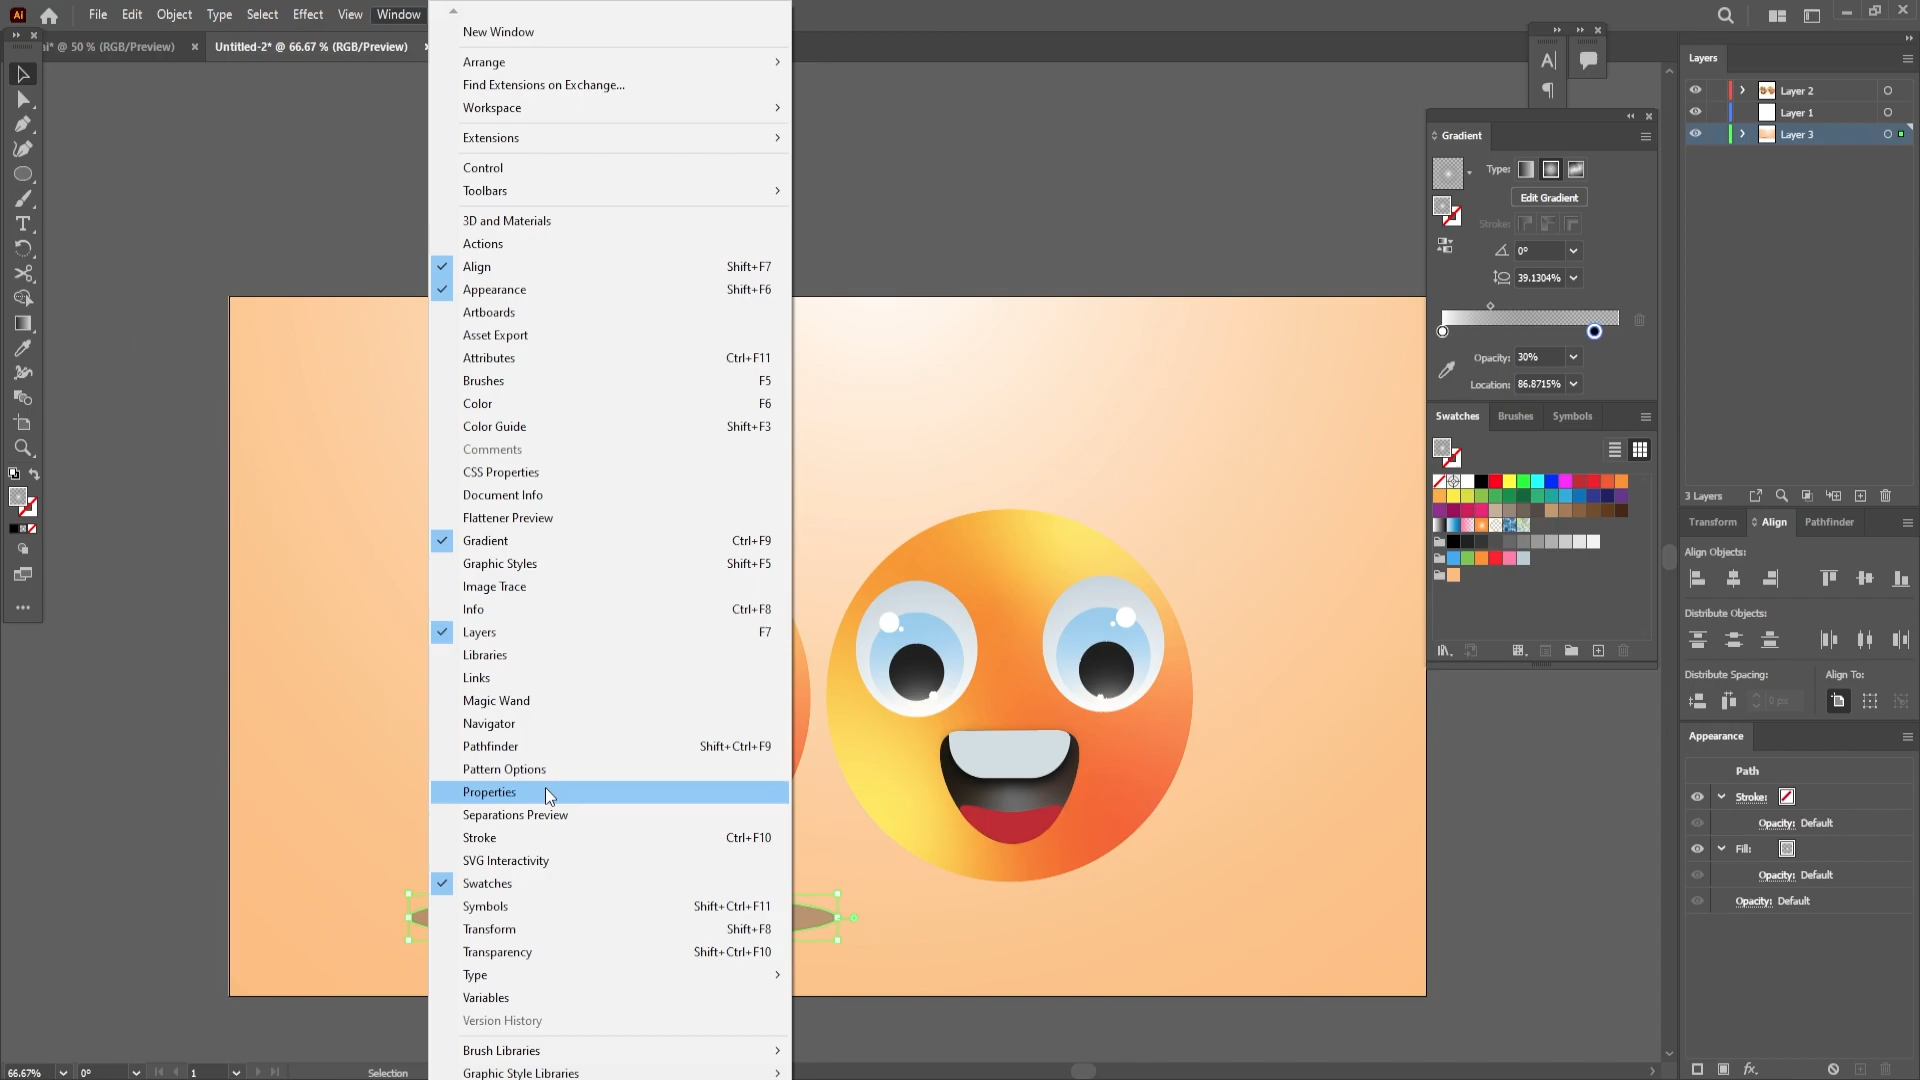 Ai File Edit Object Type Select Effect View Window
ai* @ 50 % (RGB/Preview) × Untitled-2* @ 66.67 % (RGB/Preview) ×
New Window
Arrange
Find Extensions on Exchange...
Workspace
Extensions
Control
Toolbars
3D and Materials
Actions
Align Shift+F7
Appearance Shift+F6
Artboards
Asset Export
Attributes Ctrl+F11
Brushes F5
Color F6
Color Guide Shift+F3
Comments
CSS Properties
Document Info
Flattener Preview
Gradient Ctrl+F9
Graphic Styles Shift+F5
Image Trace
Info Ctrl+F8
Layers F7
Libraries
Links
Magic Wand
Navigator
Pathfinder Shift+Ctrl+F9
Pattern Options
Properties
Separations Preview
Stroke Ctrl+F10
SVG Interactivity
Swatches
Symbols Shift+Ctrl+F11
Transform Shift+F8
Transparency Shift+Ctrl+F10
Type
Variables
Version History
Brush Libraries
Graphic Style Libraries
66.67% 0° 1 Selection
Gradient
Type:
Edit Gradient
Stroke:
0°
39.1304%
Opacity: 30%
Location: 86.8715%
Swatches Brushes Symbols
Layers
Layer 2
Layer 1
Layer 3
3 Layers
Transform Align Pathfinder
Align Objects:
Distribute Objects:
Distribute Spacing: Align To:
0 px
Appearance
Path
Stroke:
Opacity: Default
Fill:
Opacity: Default
Opacity: Default
fx